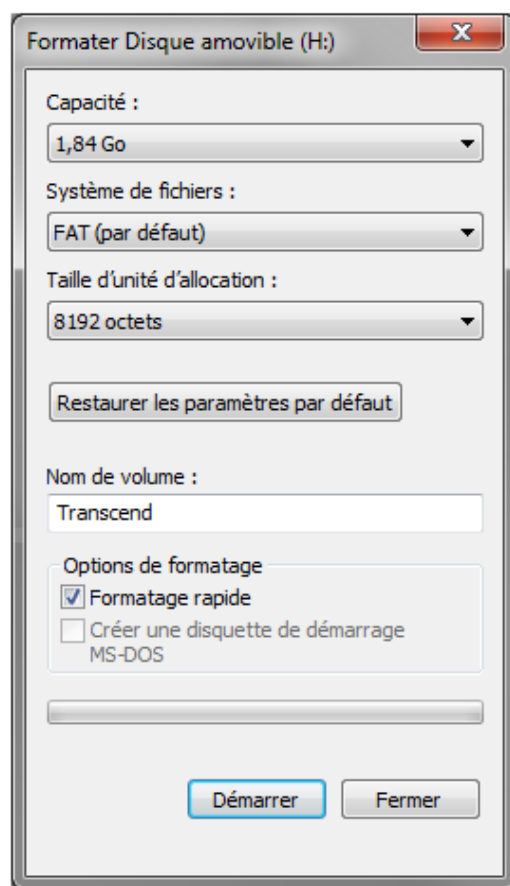 Formater Disque amovible (H:)
Capacité :
1,84 Go
Système de fichiers :
FAT (par défaut)
Taille d’unité d’allocation :
8192 octets
Restaurer les paramètres par défaut
Nom de volume :
Transcend
Options de formatage
Formatage rapide
Créer une disquette de démarrage
MS-DOS
Démarrer
Fermer